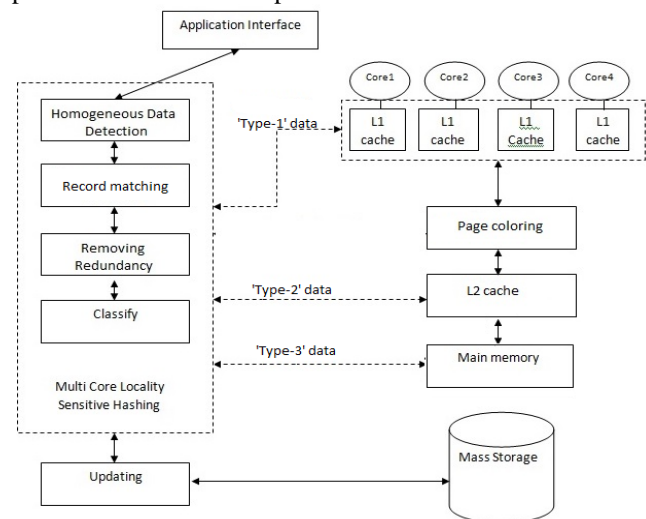 Application Interface
Homogeneous Data
Detection
Record matching
Removing
Redundancy
Classify
Multi Core Locality
Sensitive Hashing
Updating
'Type-1' data
'Type-2' data
'Type-3' data
Core1
Core2
Core3
Core4
L1
cache
L1
cache
L1
Cache
L1
cache
Page coloring
L2 cache
Main memory
Mass Storage